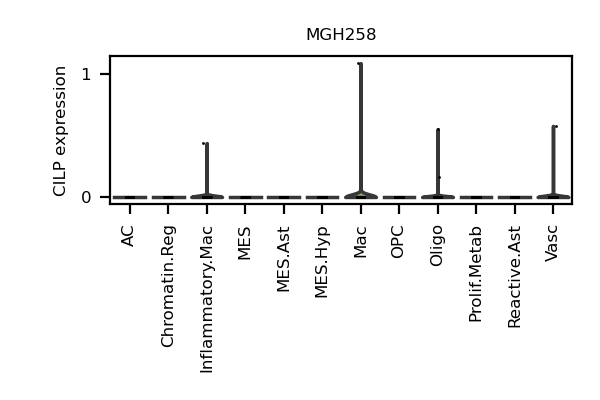 MGH258
CILP expression
1
0
AC
Chromatin.Reg
Inflammatory.Mac
MES
MES.Ast
MES.Hyp
Mac
OPC
Oligo
Prolif.Metab
Reactive.Ast
Vasc